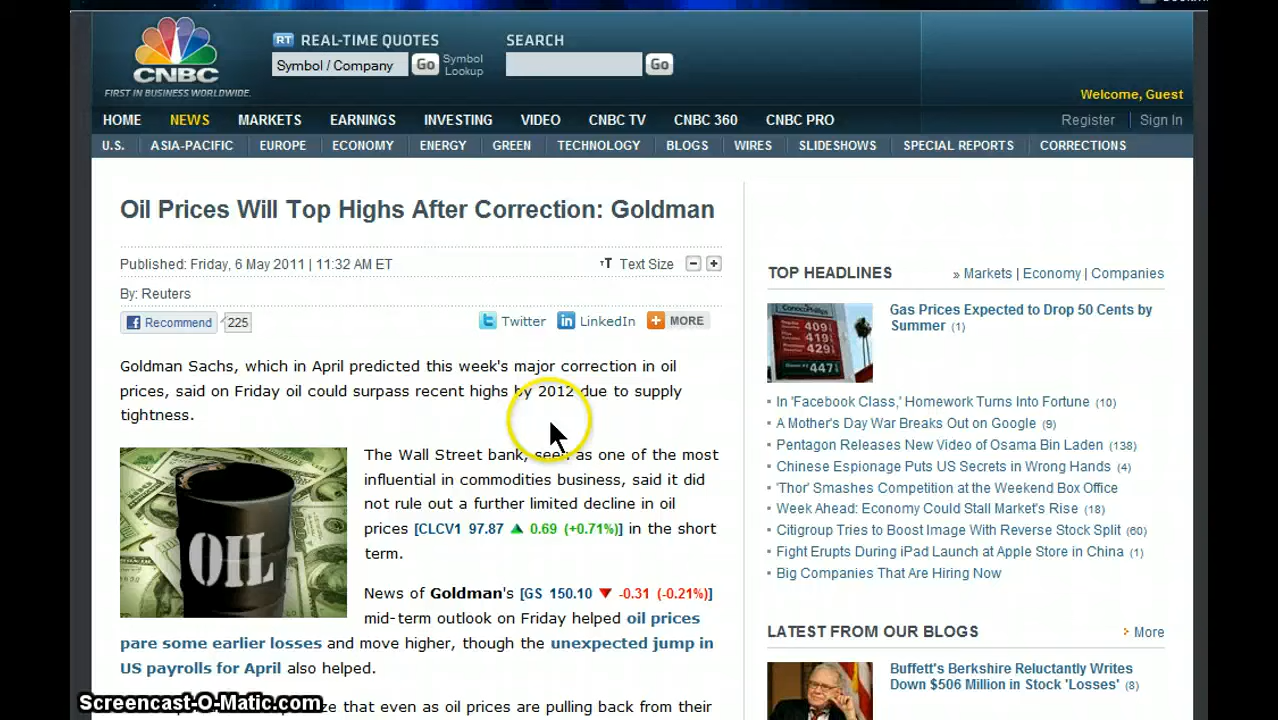 CNBC
FIRST IN BUSINESS WORLDWIDE.
RT REAL-TIME QUOTES
Symbol / Company Go Symbol Lookup
SEARCH
Go
Welcome, Guest
HOME NEWS MARKETS EARNINGS INVESTING VIDEO CNBC TV CNBC 360 CNBC PRO Register | Sign In
U.S. ASIA-PACIFIC EUROPE ECONOMY ENERGY GREEN TECHNOLOGY BLOGS WIRES SLIDESHOWS SPECIAL REPORTS CORRECTIONS
Oil Prices Will Top Highs After Correction: Goldman
Published: Friday, 6 May 2011 | 11:32 AM ET
TT Text Size - +
By: Reuters
Recommend 225
Twitter LinkedIn MORE
Goldman Sachs, which in April predicted this week's major correction in oil
prices, said on Friday oil could surpass recent highs by 2012 due to supply
tightness.
OIL
The Wall Street bank, seen as one of the most
influential in commodities business, said it did
not rule out a further limited decline in oil
prices [CLCV1 97.87 ▲ 0.69 (+0.71%)] in the short
term.
News of Goldman's [GS 150.10 ▼ -0.31 (-0.21%)]
mid-term outlook on Friday helped oil prices
pare some earlier losses and move higher, though the unexpected jump in
US payrolls for April also helped.
that even as oil prices are pulling back from their
Screencast-O-Matic.com
TOP HEADLINES » Markets | Economy | Companies
ConocoPhillips
409
419
429
447
Gas Prices Expected to Drop 50 Cents by
Summer (1)
In 'Facebook Class,' Homework Turns Into Fortune (10)
A Mother's Day War Breaks Out on Google (9)
Pentagon Releases New Video of Osama Bin Laden (138)
Chinese Espionage Puts US Secrets in Wrong Hands (4)
'Thor' Smashes Competition at the Weekend Box Office
Week Ahead: Economy Could Stall Market's Rise (18)
Citigroup Tries to Boost Image With Reverse Stock Split (60)
Fight Erupts During iPad Launch at Apple Store in China (1)
Big Companies That Are Hiring Now
LATEST FROM OUR BLOGS More
Buffett's Berkshire Reluctantly Writes
Down $506 Million in Stock 'Losses' (8)